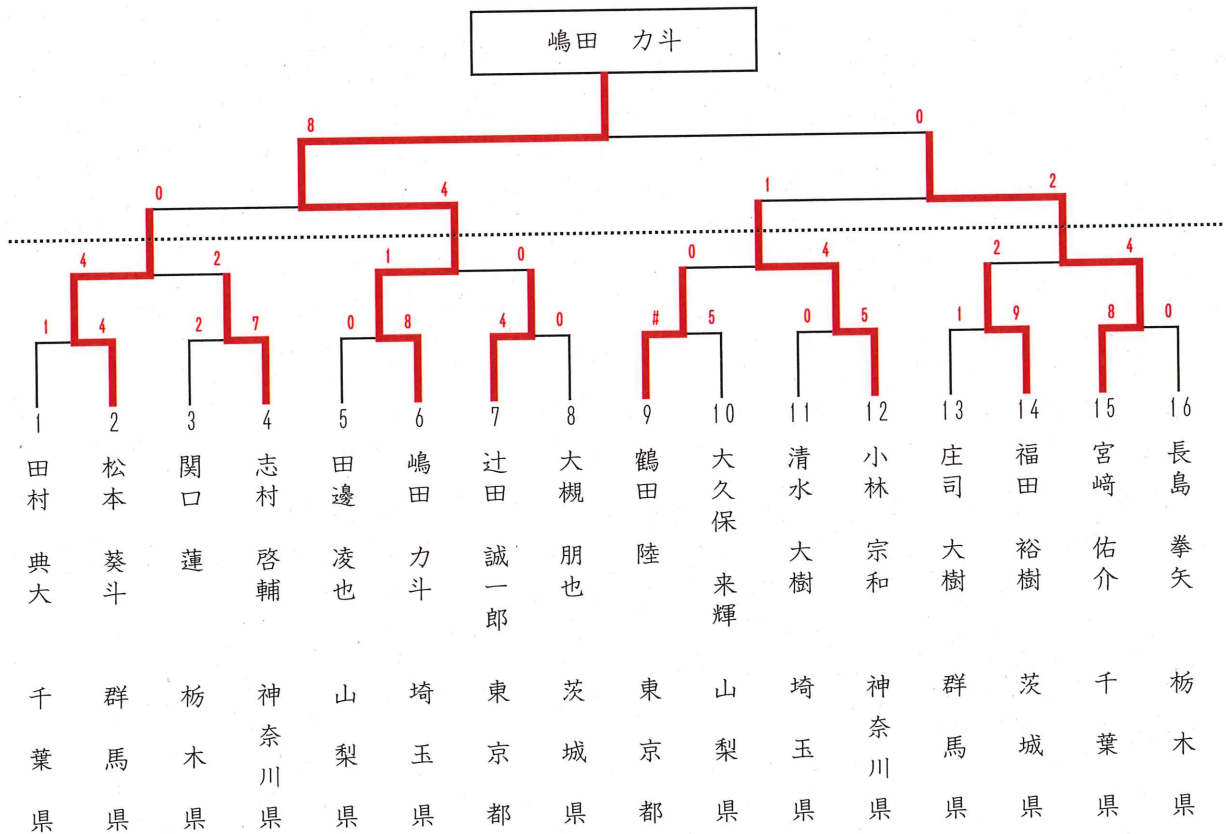 嶋田 力斗
8 0
0 4 1 2
4 2 1 0 0 4 2 4
1 4 2 7 0 8 4 0 # 5 0 5 1 9 8 0
1 2 3 4 5 6 7 8 9 10 11 12 13 14 15 16
田村 典大
松本 葵斗
関口 蓮
志村 啓輔
田邊 凌也
嶋田 力斗
辻田 誠一郎
大槻 朋也
鶴田 陸
大久保 来輝
清水 大樹
小林 宗和
庄司 大樹
福田 裕樹
宮﨑 佑介
長島 拳矢
千葉県
群馬県
栃木県
神奈川県
山梨県
埼玉県
東京都
茨城県
東京都
山梨県
埼玉県
神奈川県
群馬県
茨城県
千葉県
栃木県